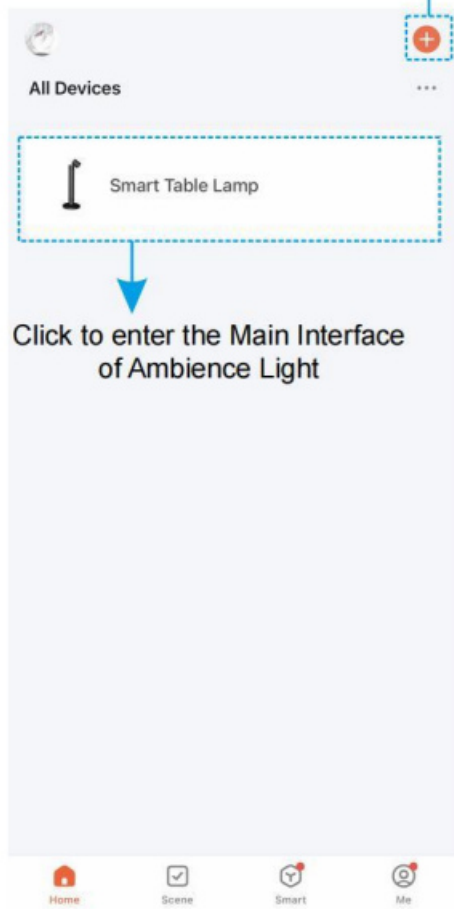 All Devices
Smart Table Lamp
Click to enter the Main Interface
of Ambience Light
Home Scene Smart Me